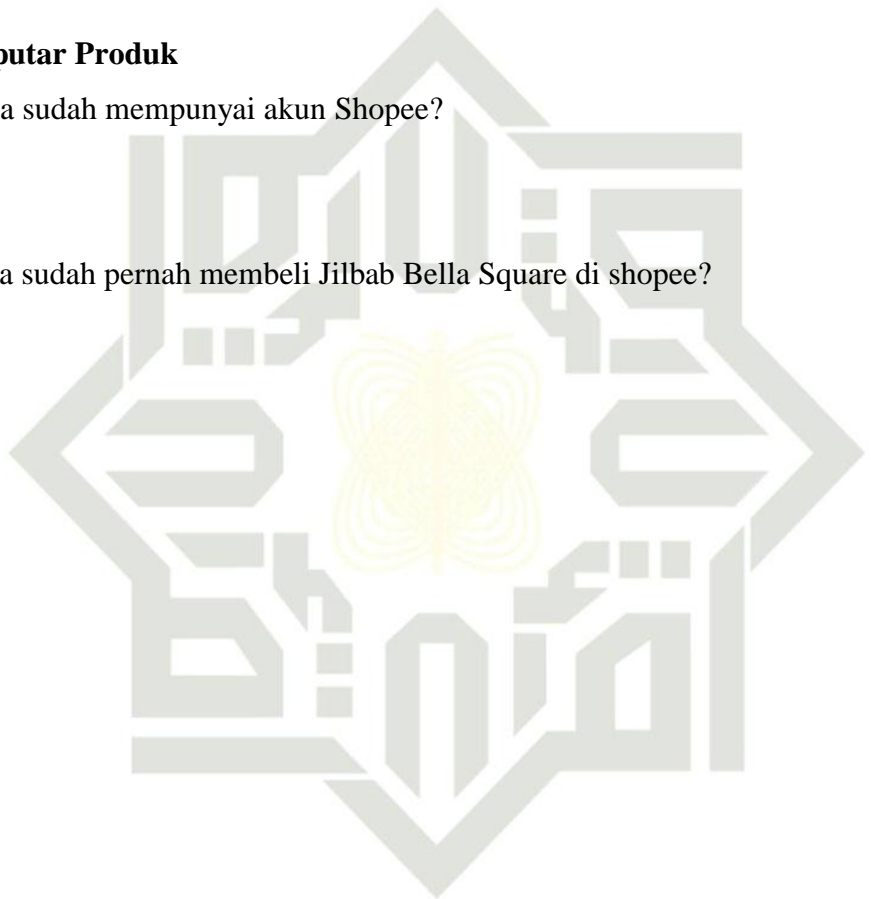 putar Produk
a sudah mempunyai akun Shopee?
a sudah pernah membeli Jilbab Bella Square di shopee?